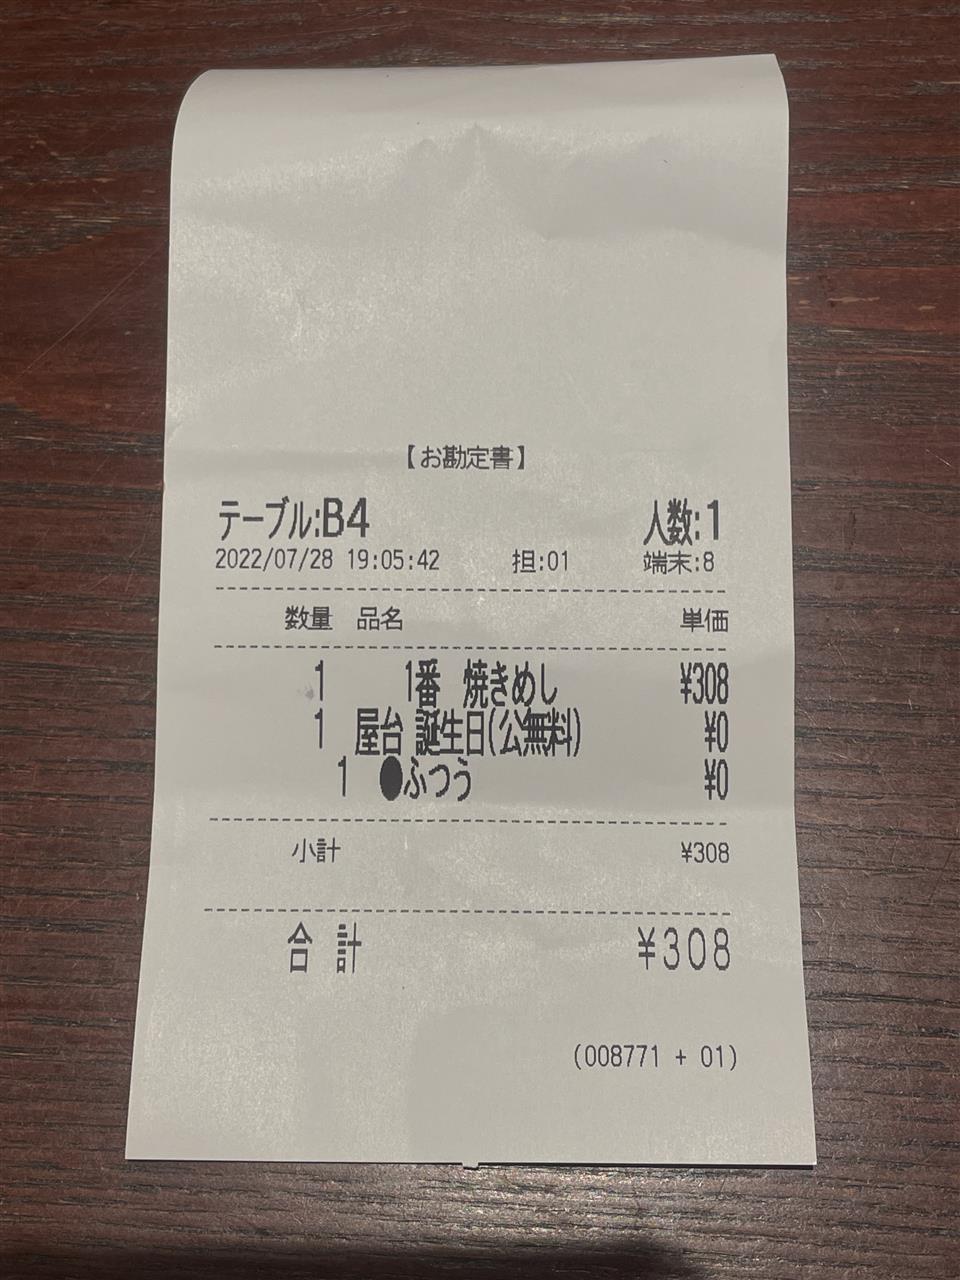 【お勘定書】
テーブル:B4 人数:1
2022/07/28 19:05:42 担:01 端末:8
数量 品名 単価
1 1番 焼きめし ¥308
1 屋台 誕生日(公無料) ¥0
1 ●ふつう ¥0
小計 ¥308
合計 ¥308
(008771 + 01)